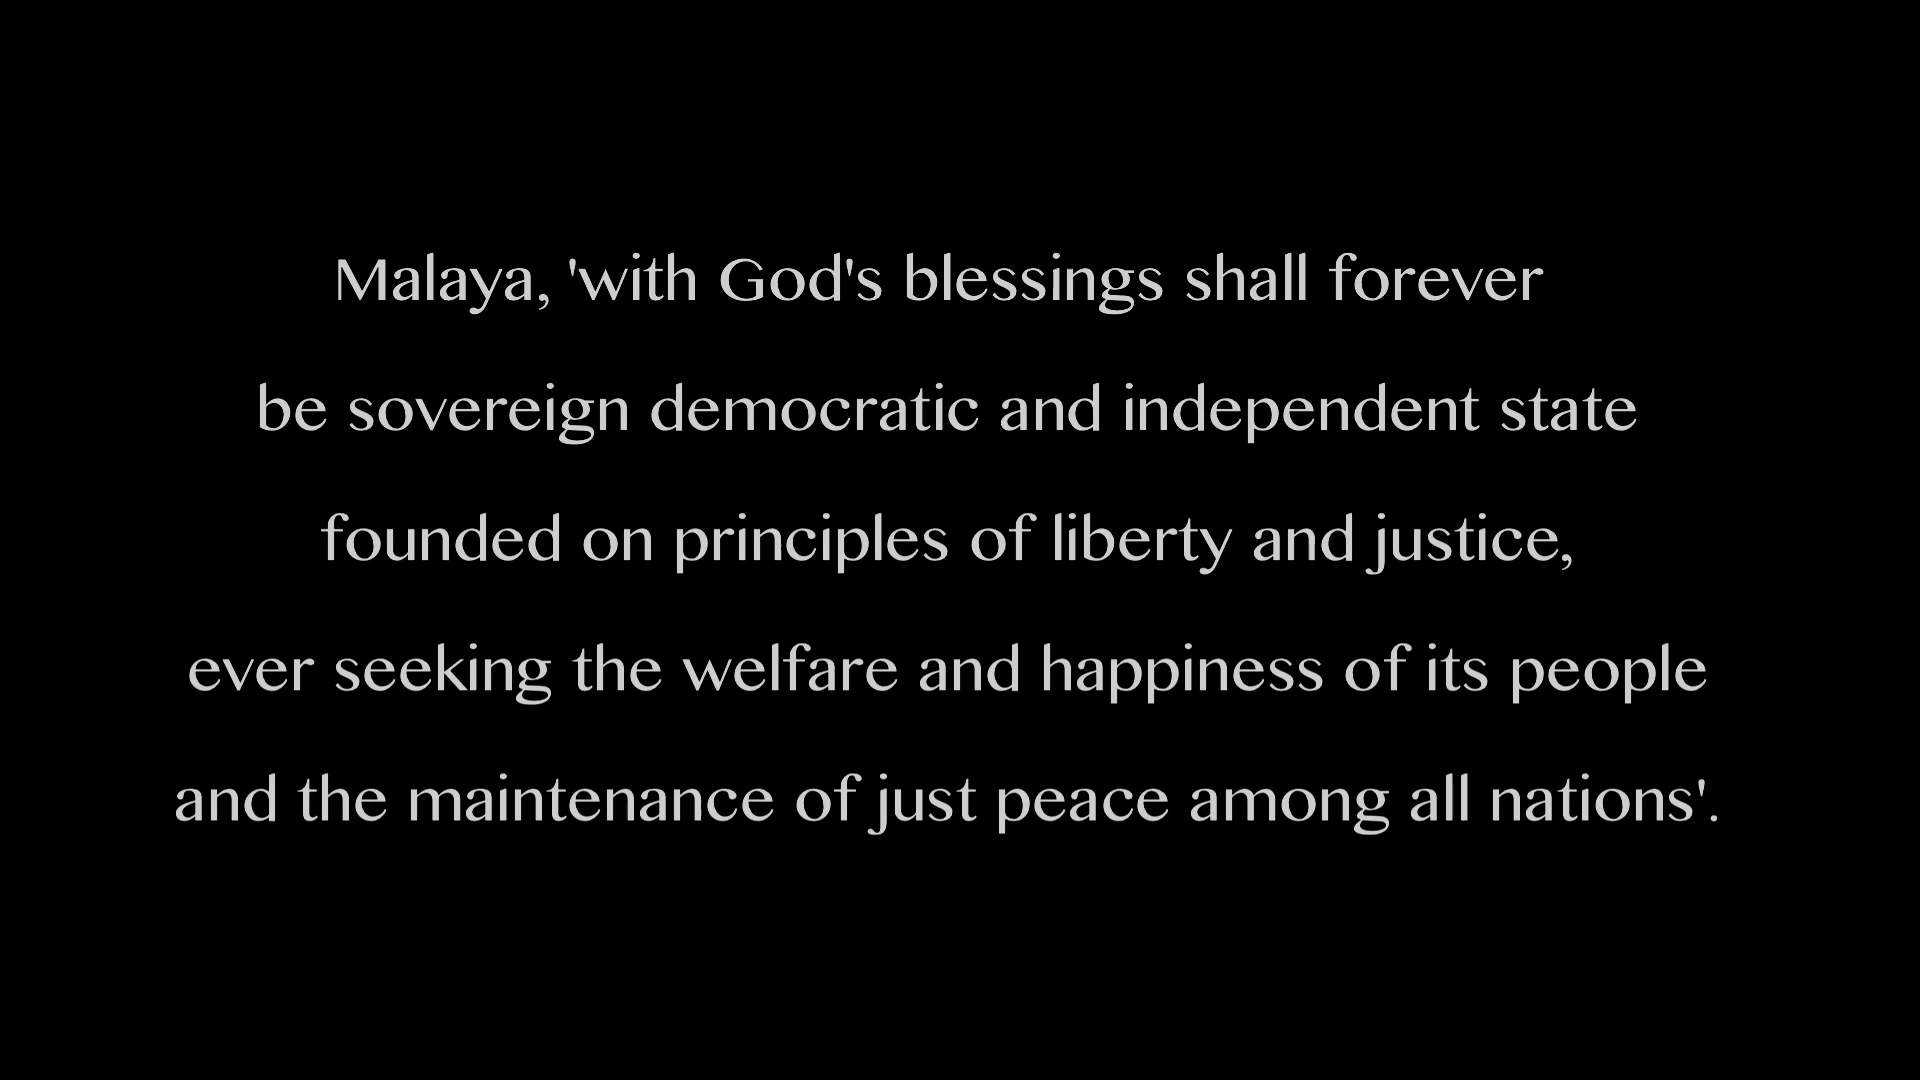 Malaya, 'with God's blessings shall forever
be sovereign democratic and independent state
founded on principles of liberty and justice,
ever seeking the welfare and happiness of its people
and the maintenance of just peace among all nations'.